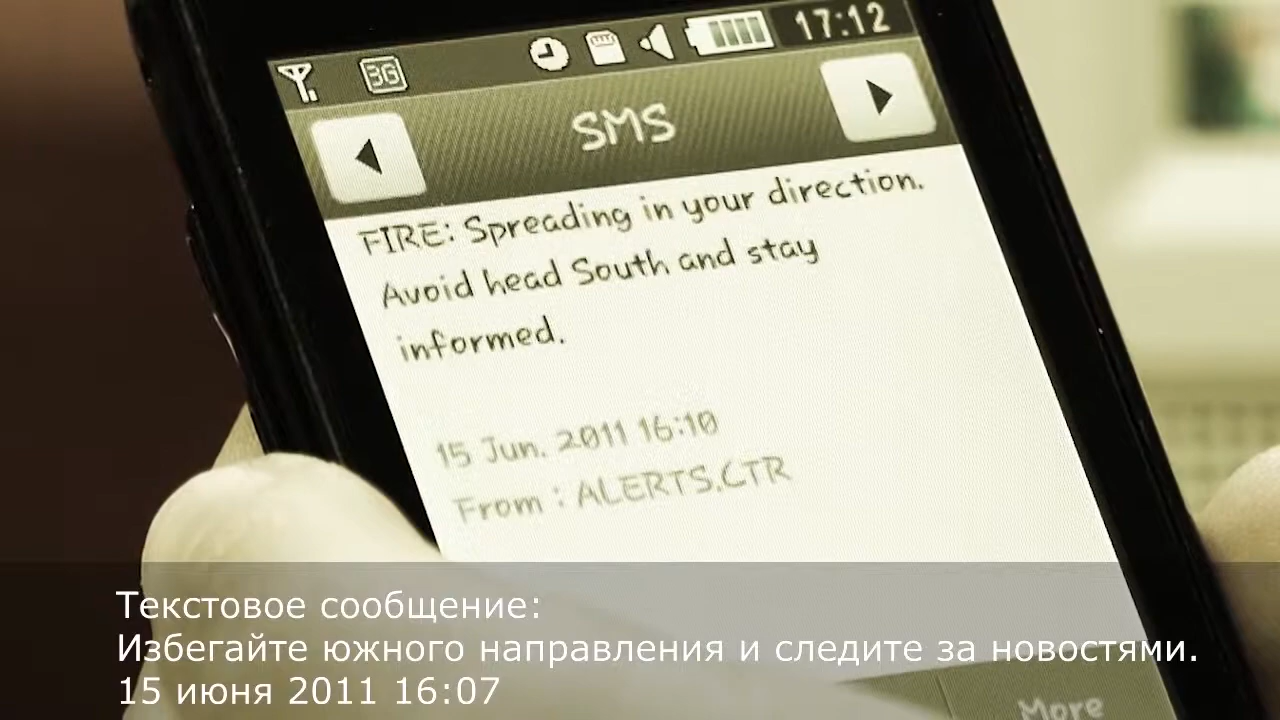 3G 17:12
SMS
FIRE: Spreading in your direction.
Avoid head South and stay
informed.
15 Jun. 2011 16:10
From : ALERTS.CTR
Текстовое сообщение:
Избегайте южного направления и следите за новостями.
15 июня 2011 16:07
More